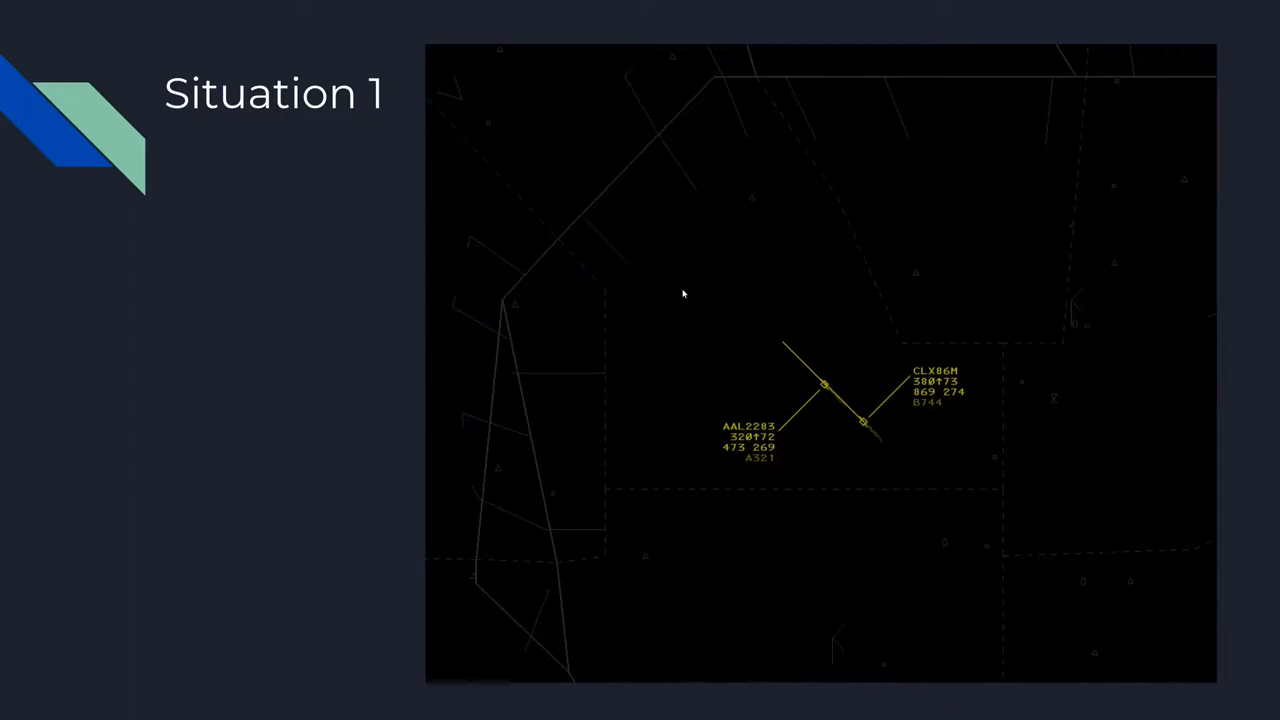 Situation 1
CLX86M
380↑73
869 274
B744
AAL2283
320↑72
473 269
A321